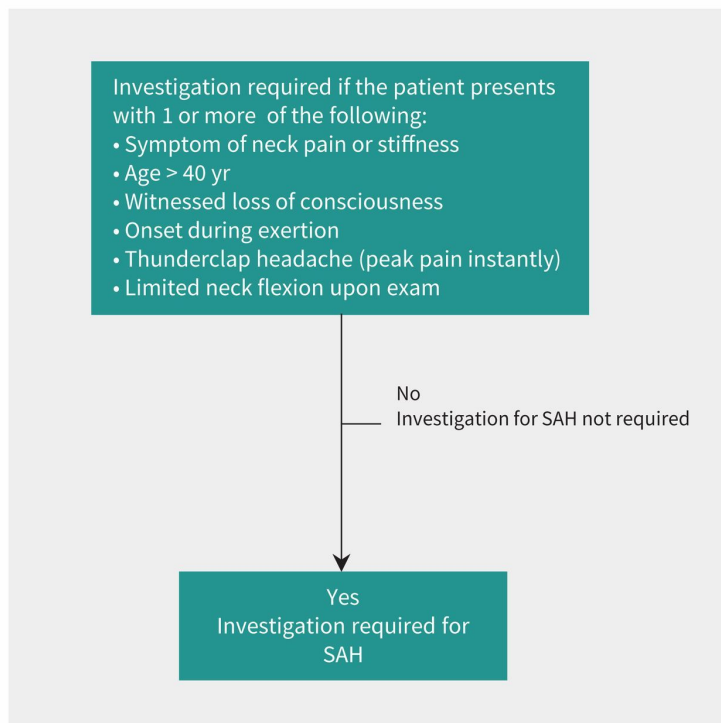 Investigation required if the patient presents
with 1 or more of the following:
• Symptom of neck pain or stiffness
• Age > 40 yr
• Witnessed loss of consciousness
• Onset during exertion
• Thunderclap headache (peak pain instantly)
• Limited neck flexion upon exam
No
Investigation for SAH not required
Yes
Investigation required for
SAH